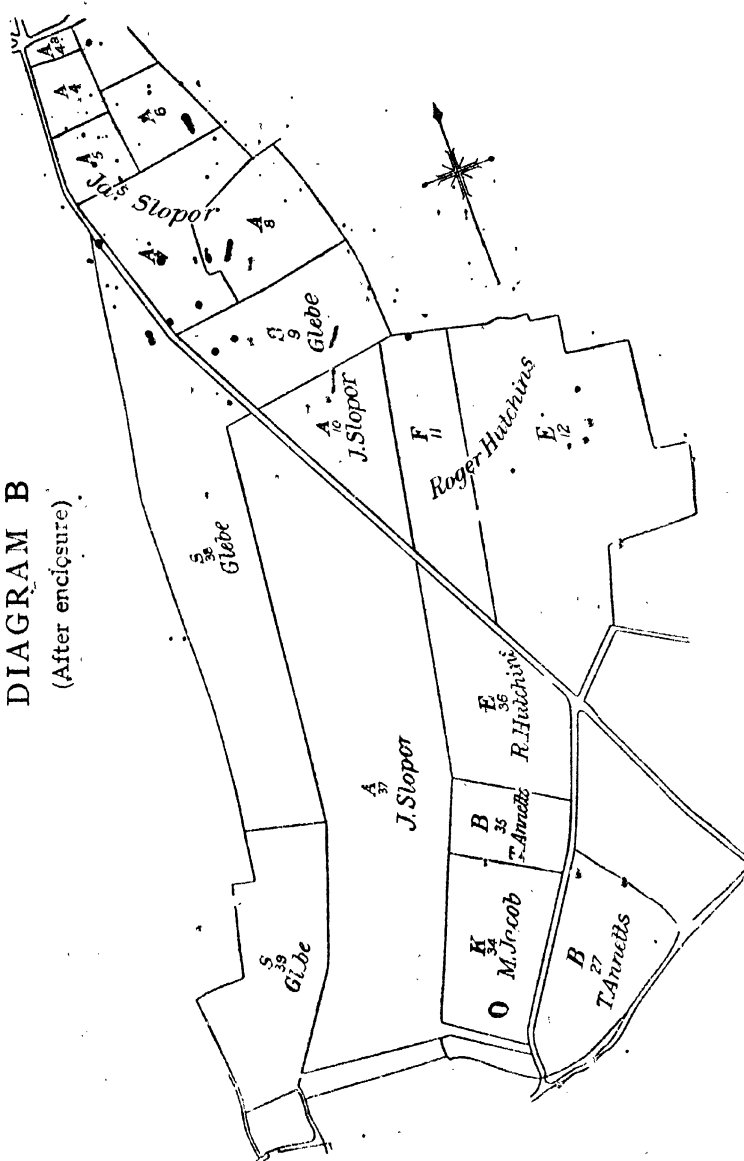 DIAGRAM B
(After enclosure)
A
4a
A
4
A
5
A
6
Jas. Slopor
A
A
8
S
9
Glebe
A
10
J. Slopor
F
11
Roger Hutchins
E
12
S
38
Glebe
A
37
J. Slopor
E
36
R. Hutchins
B
35
T. Annetts
K
34
M. Jacob
O
B
27
T. Annetts
S
39
Glebe